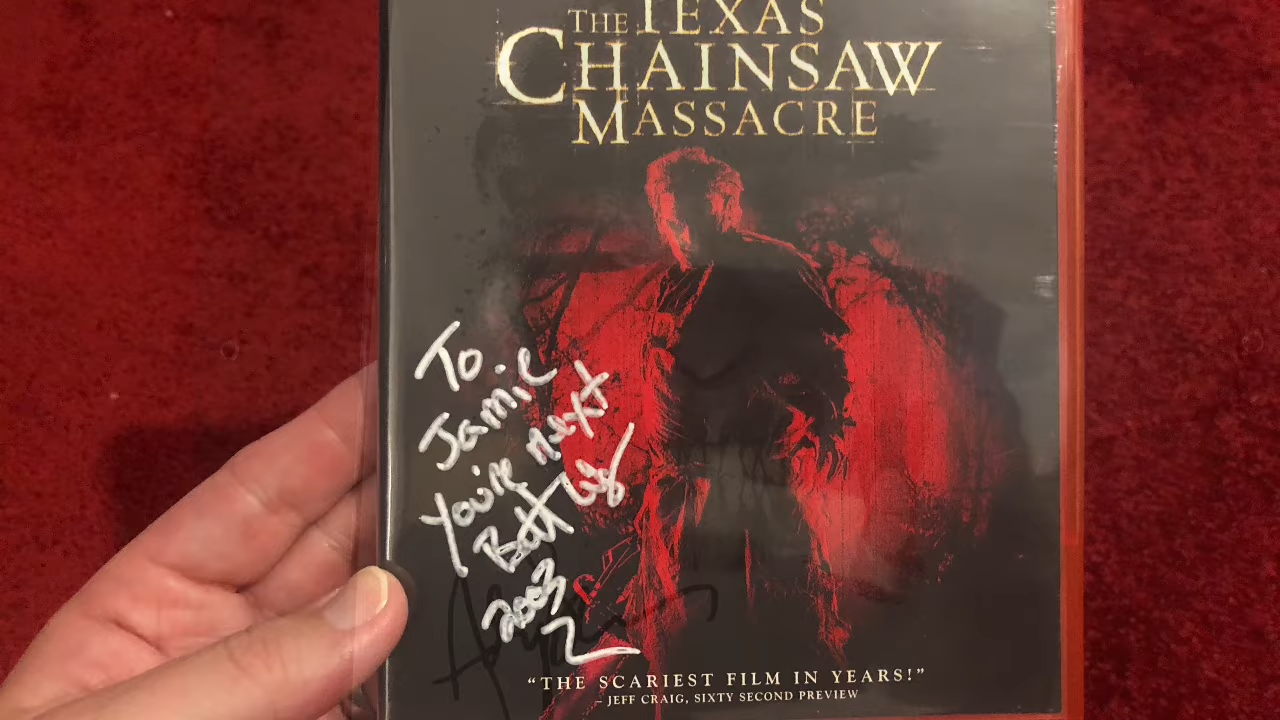 THE TEXAS
CHAINSAW
MASSACRE
To
Jamie
You're next
2003
"THE SCARIEST FILM IN YEARS!"
– JEFF CRAIG, SIXTY SECOND PREVIEW